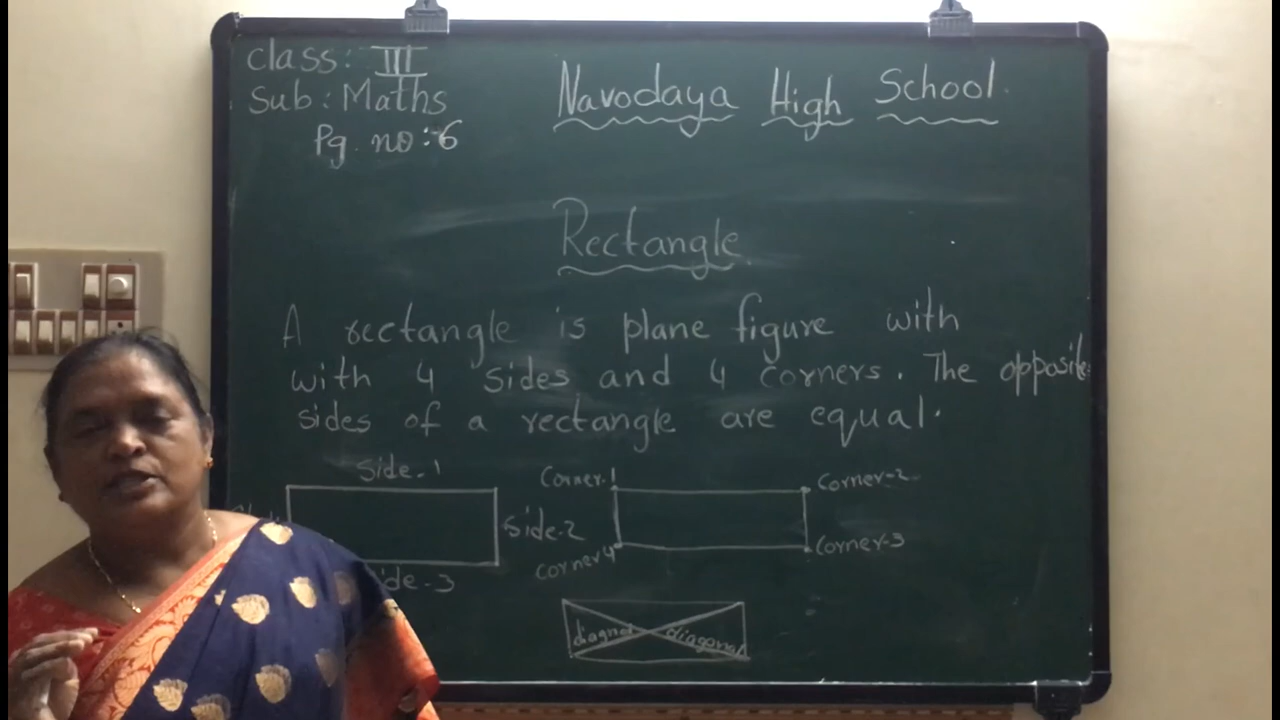 class: III
Sub: Maths
Pg. no:-6
Navodaya High School
Rectangle
A rectangle is plane figure with
with 4 sides and 4 corners. The opposite
sides of a rectangle are equal.
Side-1
Side-2
Side-3
Corner-1
Corner-2
Corner-3
corner 4
diagonal